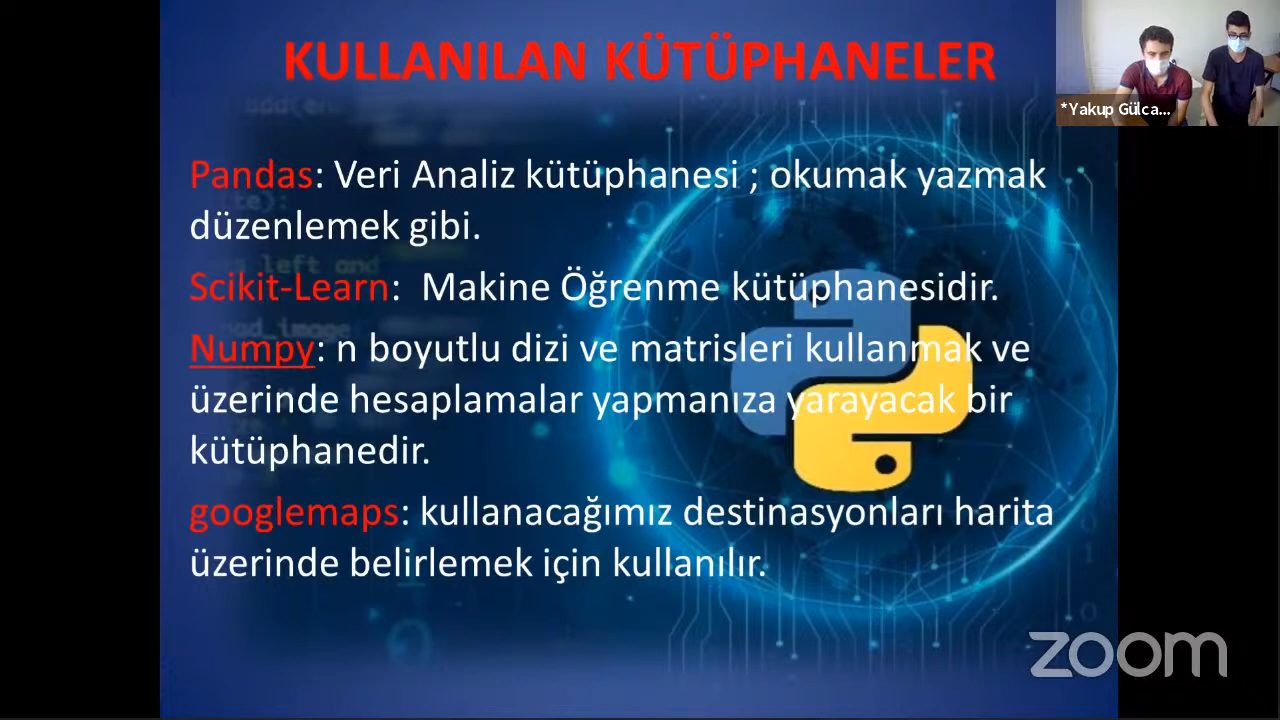 KULLANILAN KÜTÜPHANELER
*Yakup Gülca...
Pandas: Veri Analiz kütüphanesi ; okumak yazmak
düzenlemek gibi.
left and
Scikit-Learn:  Makine Öğrenme kütüphanesidir.
Numpy: n boyutlu dizi ve matrisleri kullanmak ve
üzerinde hesaplamalar yapmanıza yarayacak bir
kütüphanedir.
googlemaps: kullanacağımız destinasyonları harita
üzerinde belirlemek için kullanılır.
zoom